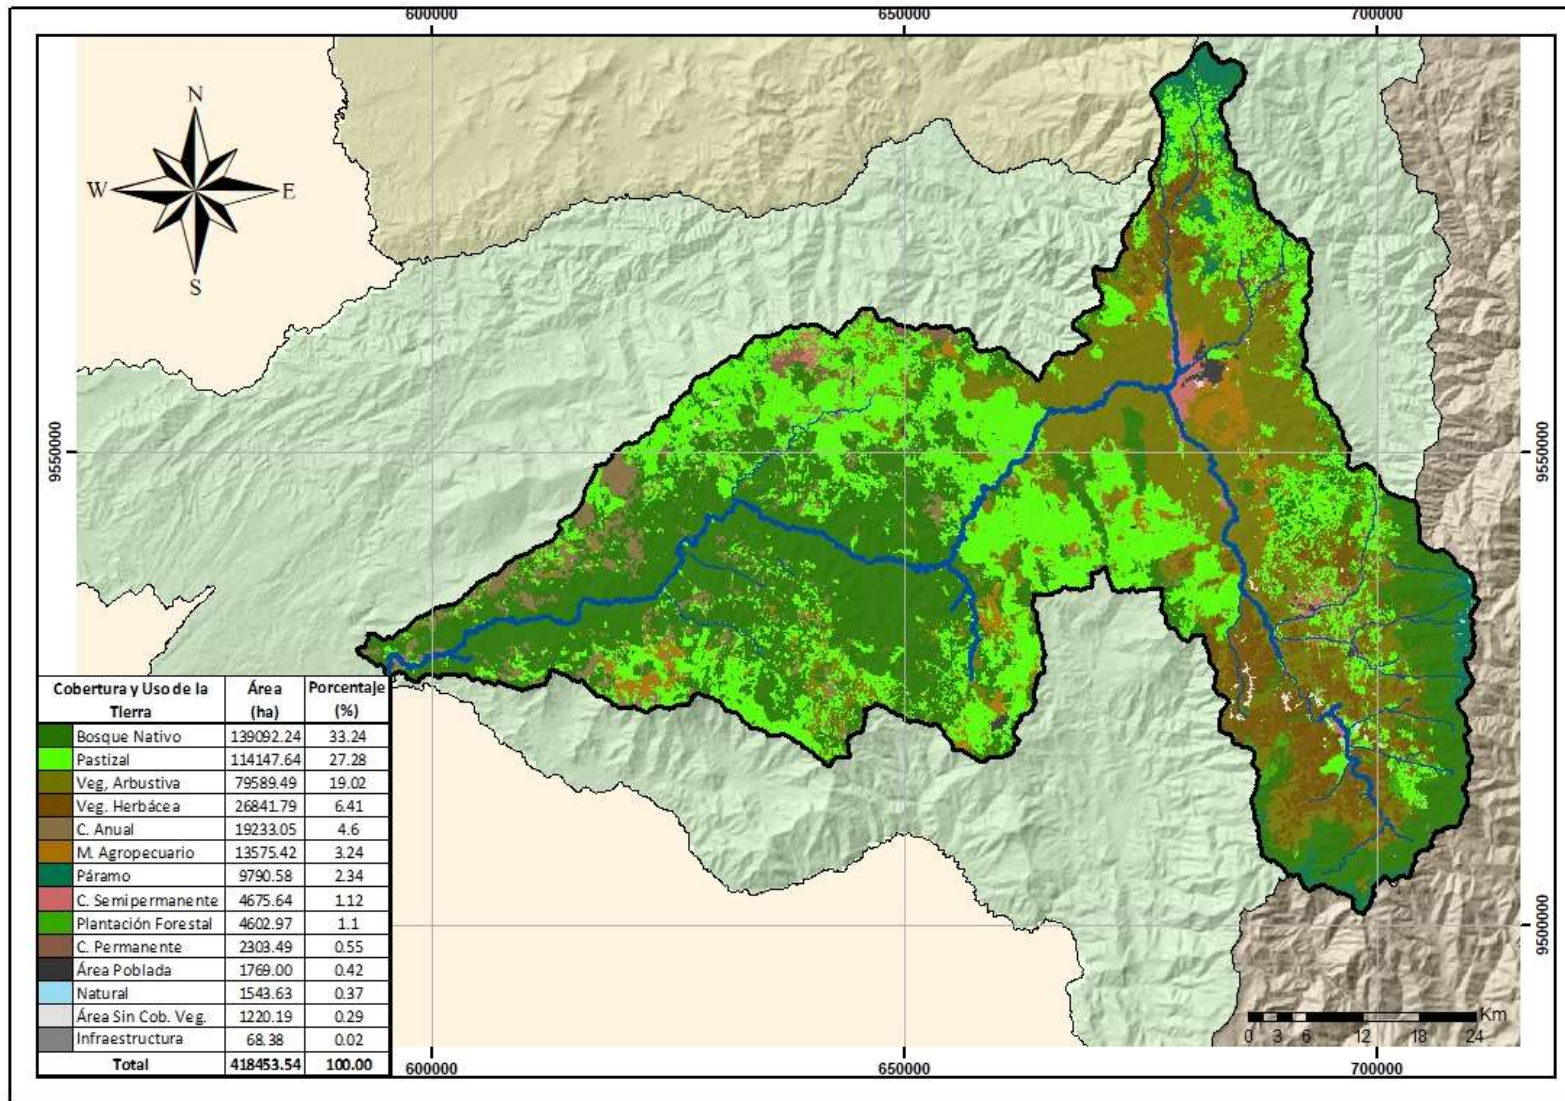 600000 650000 700000
N
W E
S
9550000 9550000
Cobertura y Uso de la Tierra Área (ha) Porcentaje (%)
Bosque Nativo 139092.24 33.24
Pastizal 114147.64 27.28
Veg, Arbustiva 79589.49 19.02
Veg. Herbácea 26841.79 6.41
C. Anual 19233.05 4.6
M. Agropecuario 13575.42 3.24
Páramo 9790.58 2.34
C. Semipermanente 4675.64 1.12
Plantación Forestal 4602.97 1.1
C. Permanente 2303.49 0.55
Área Poblada 1769.00 0.42
Natural 1543.63 0.37
Área Sin Cob. Veg. 1220.19 0.29
Infraestructura 68.38 0.02
Total 418453.54 100.00
9500000
Km
0 3 6 12 18 24
600000 650000 700000